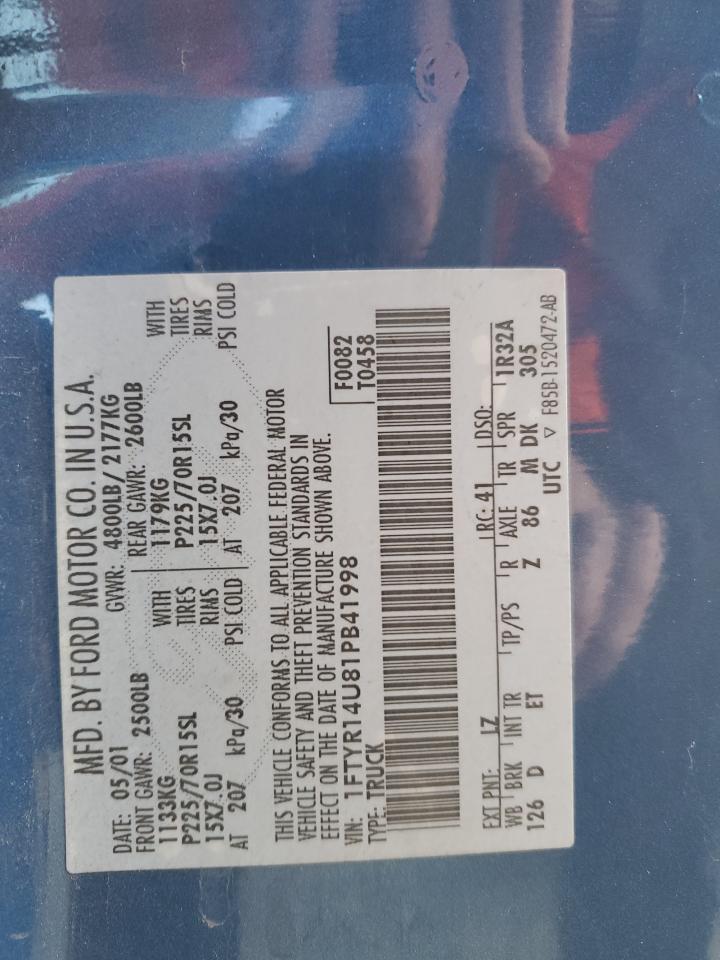 MFD. BY FORD MOTOR CO. IN U.S.A.
DATE: 05/01 GVWR: 4800LB/ 2177KG
FRONT GAWR: 2500LB REAR GAWR: 2600LB
1133KG WITH 1179KG WITH
P225/70R15SL TIRES P225/70R15SL TIRES
15X7.0J RIMS 15X7.0J RIMS
AT 207 kPa/30 PSI COLD AT 207 kPa/30 PSI COLD
THIS VEHICLE CONFORMS TO ALL APPLICABLE FEDERAL MOTOR
VEHICLE SAFETY AND THEFT PREVENTION STANDARDS IN
EFFECT ON THE DATE OF MANUFACTURE SHOWN ABOVE.
VIN: 1FTYR14U81PB41998 F0082
TYPE: TRUCK T0458
EXT PNT: LZ RC: 41 DSO:
WB BRK INT TR TP/PS R AXLE TR SPR 1R32A
126 D ET Z 86 M DK 305
UTC ▽ F85B-1520472-AB